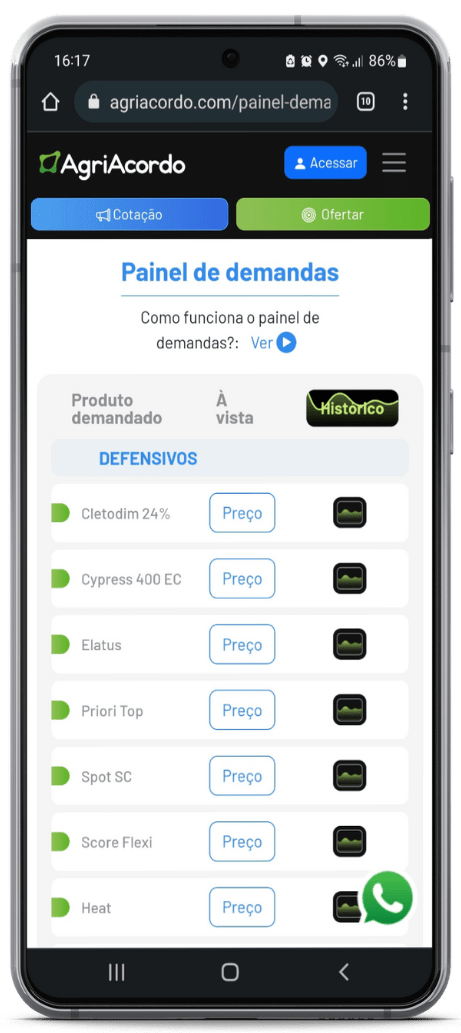 16:17
86%
agriacordo.com/painel-dema
10
AgriAcordo
Acessar
Cotação
Ofertar
Painel de demandas
Como funciona o painel de
demandas?: Ver
Produto
demandado
À
vista
Histórico
DEFENSIVOS
Cletodim 24%
Preço
Cypress 400 EC
Preço
Elatus
Preço
Priori Top
Preço
Spot SC
Preço
Score Flexi
Preço
Heat
Preço